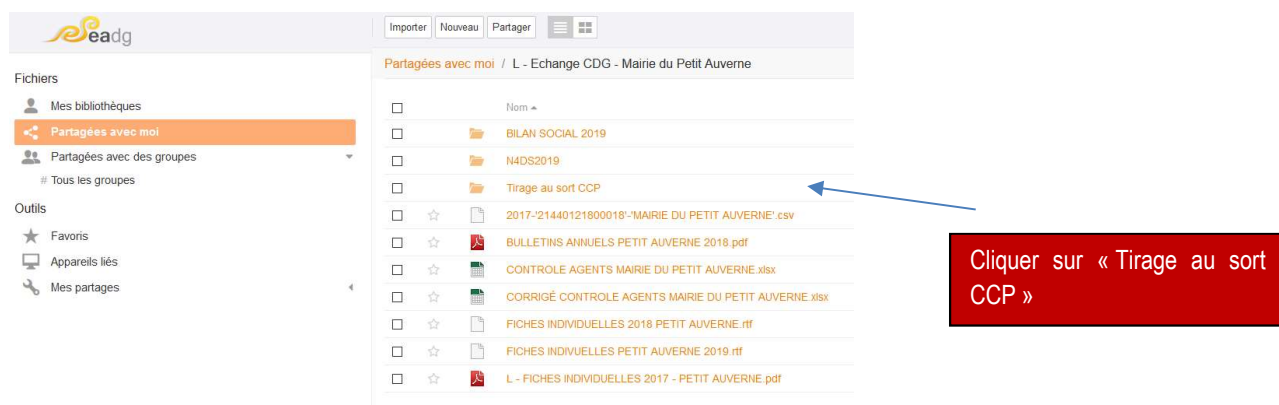 eadg
Importer Nouveau Partager
Partagées avec moi / L - Echange CDG - Mairie du Petit Auverne
Fichiers
Mes bibliothèques
Partagées avec moi
Partagées avec des groupes
# Tous les groupes
Outils
Favoris
Appareils liés
Mes partages
Nom
BILAN SOCIAL 2019
N4DS2019
Tirage au sort CCP
2017-'21440121800018'-'MAIRIE DU PETIT AUVERNE'.csv
BULLETINS ANNUELS PETIT AUVERNE 2018.pdf
CONTROLE AGENTS MAIRIE DU PETIT AUVERNE.xlsx
CORRIGÉ CONTROLE AGENTS MAIRIE DU PETIT AUVERNE.xlsx
FICHES INDIVIDUELLES 2018 PETIT AUVERNE.rtf
FICHES INDIVUELLES PETIT AUVERNE 2019.rtf
L - FICHES INDIVIDUELLES 2017 - PETIT AUVERNE.pdf
Cliquer sur « Tirage au sort
CCP »